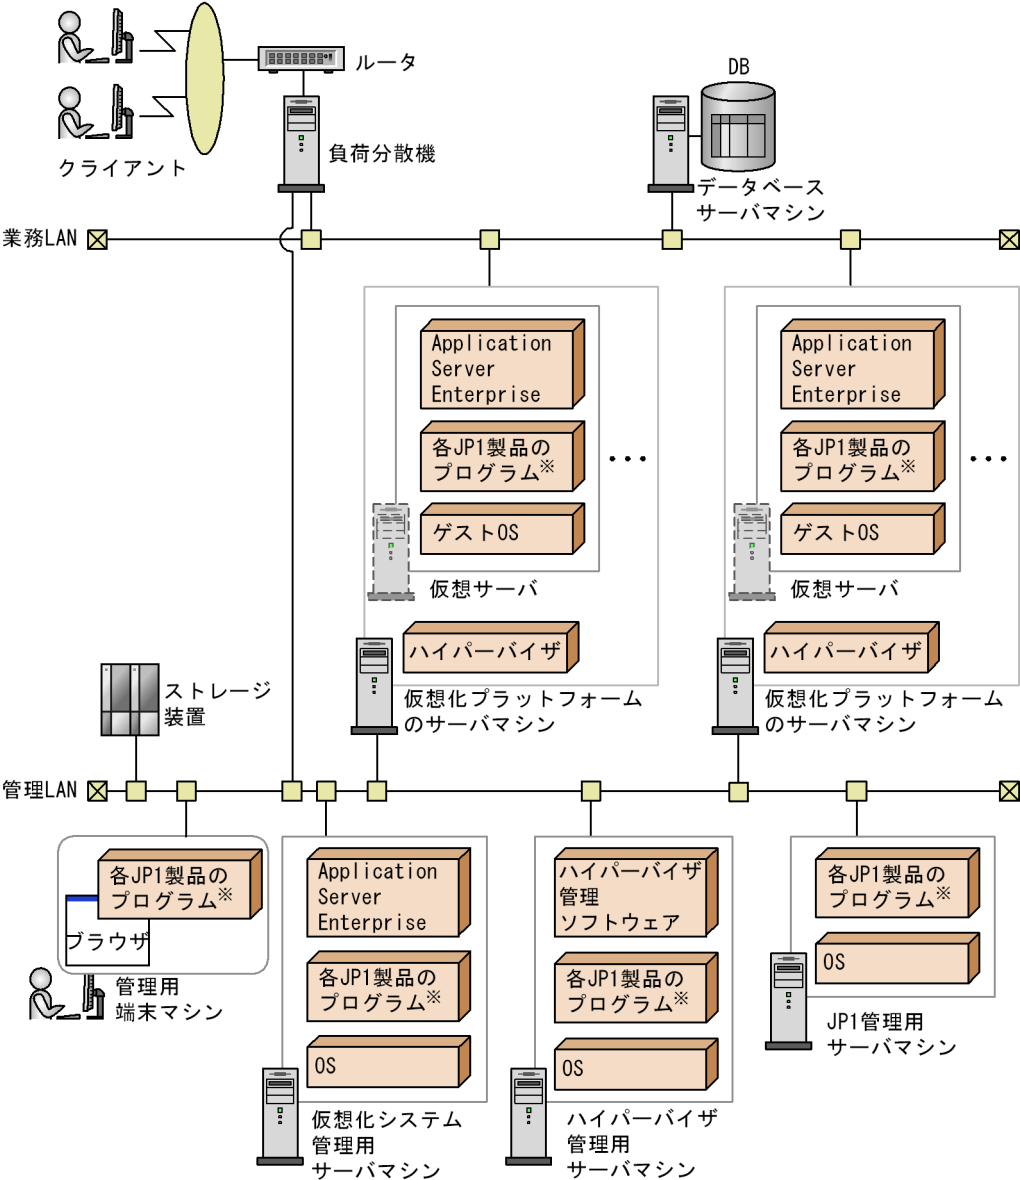 ルータ
DB
負荷分散機
クライアント
データベース
サーバマシン
業務LAN
Application
Server
Enterprise
各JP1製品の
プログラム※
ゲストOS
仮想サーバ
ハイパーバイザ
仮想化プラットフォーム
のサーバマシン
・・・
Application
Server
Enterprise
各JP1製品の
プログラム※
ゲストOS
仮想サーバ
ハイパーバイザ
仮想化プラットフォーム
のサーバマシン
・・・
ストレージ
装置
管理LAN
各JP1製品の
プログラム※
ブラウザ
管理用
端末マシン
Application
Server
Enterprise
各JP1製品の
プログラム※
OS
仮想化システム
管理用
サーバマシン
ハイパーバイザ
管理
ソフトウェア
各JP1製品の
プログラム※
OS
ハイパーバイザ
管理用
サーバマシン
各JP1製品の
プログラム※
OS
JP1管理用
サーバマシン